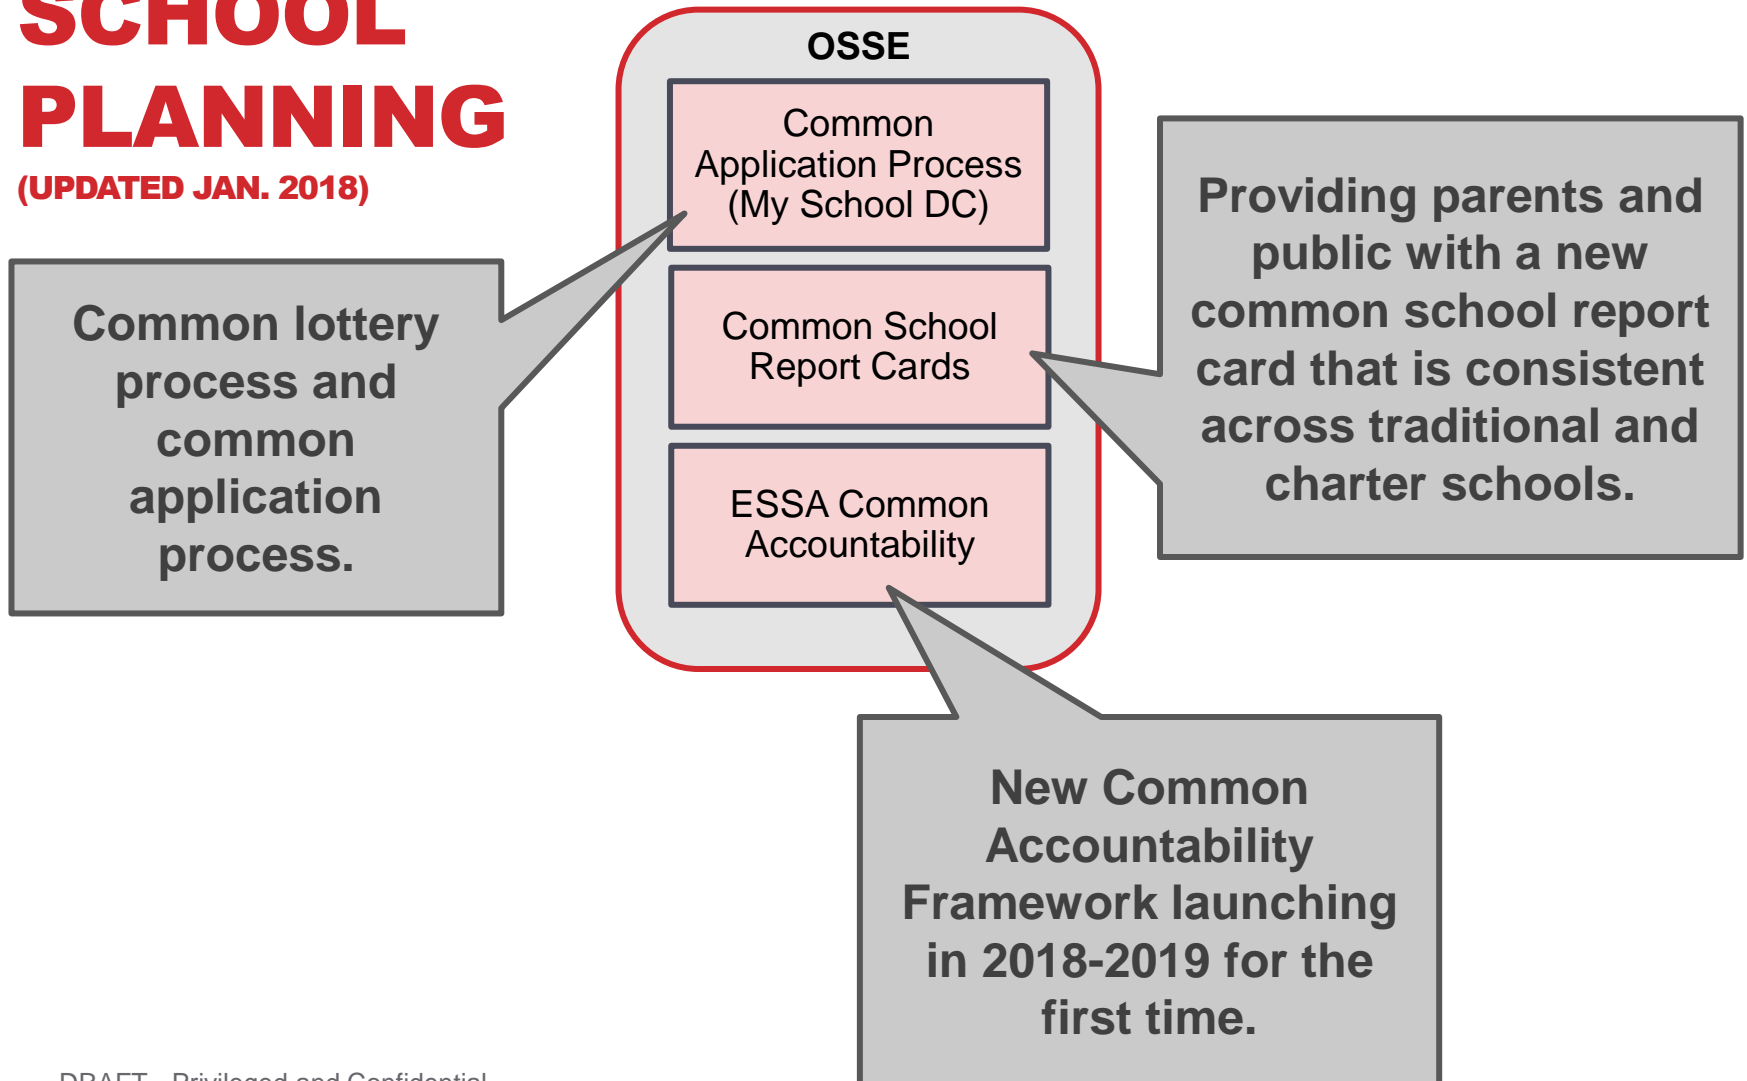 SCHOOL
PLANNING
(UPDATED JAN. 2018)
OSSE
Common
Application Process
(My School DC)
Common School
Report Cards
ESSA Common
Accountability
Common lottery
process and
common
application
process.
Providing parents and
public with a new
common school report
card that is consistent
across traditional and
charter schools.
New Common
Accountability
Framework launching
in 2018-2019 for the
first time.
DRAFT - Privileged and Confidential